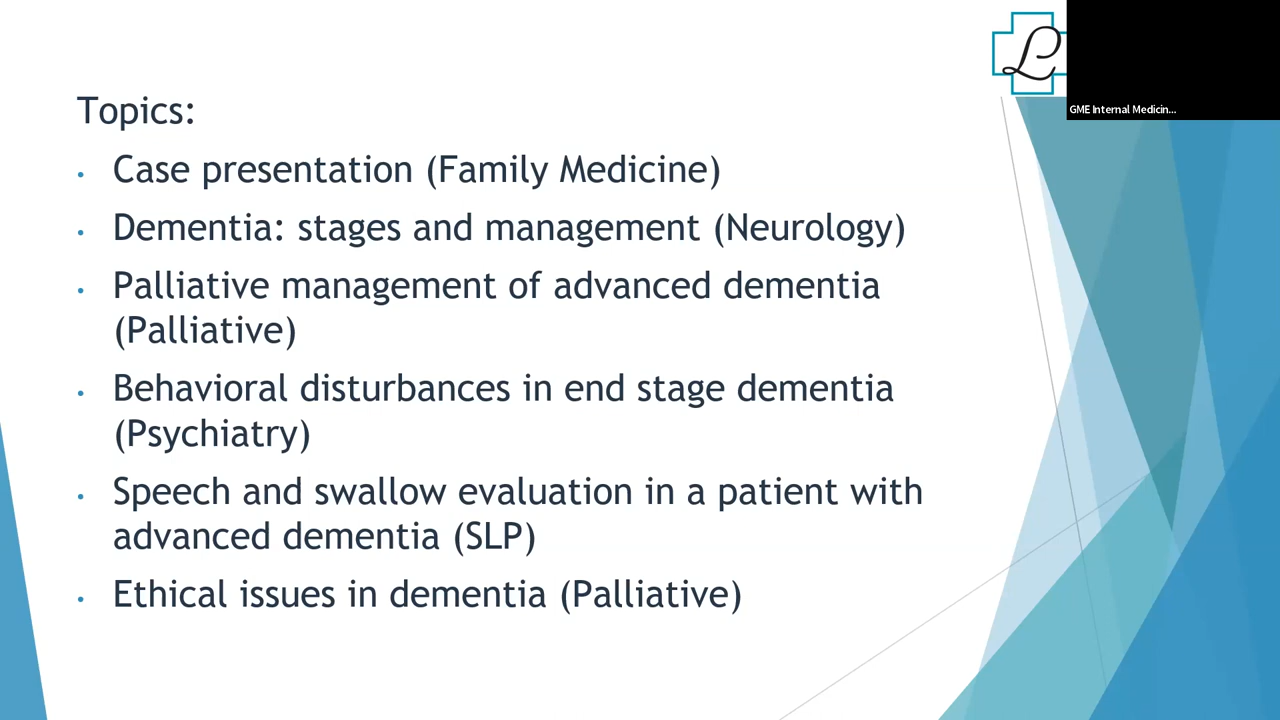 Topics:
• Case presentation (Family Medicine)
• Dementia: stages and management (Neurology)
• Palliative management of advanced dementia
(Palliative)
• Behavioral disturbances in end stage dementia
(Psychiatry)
• Speech and swallow evaluation in a patient with
advanced dementia (SLP)
• Ethical issues in dementia (Palliative)
L
GME Internal Medicin...